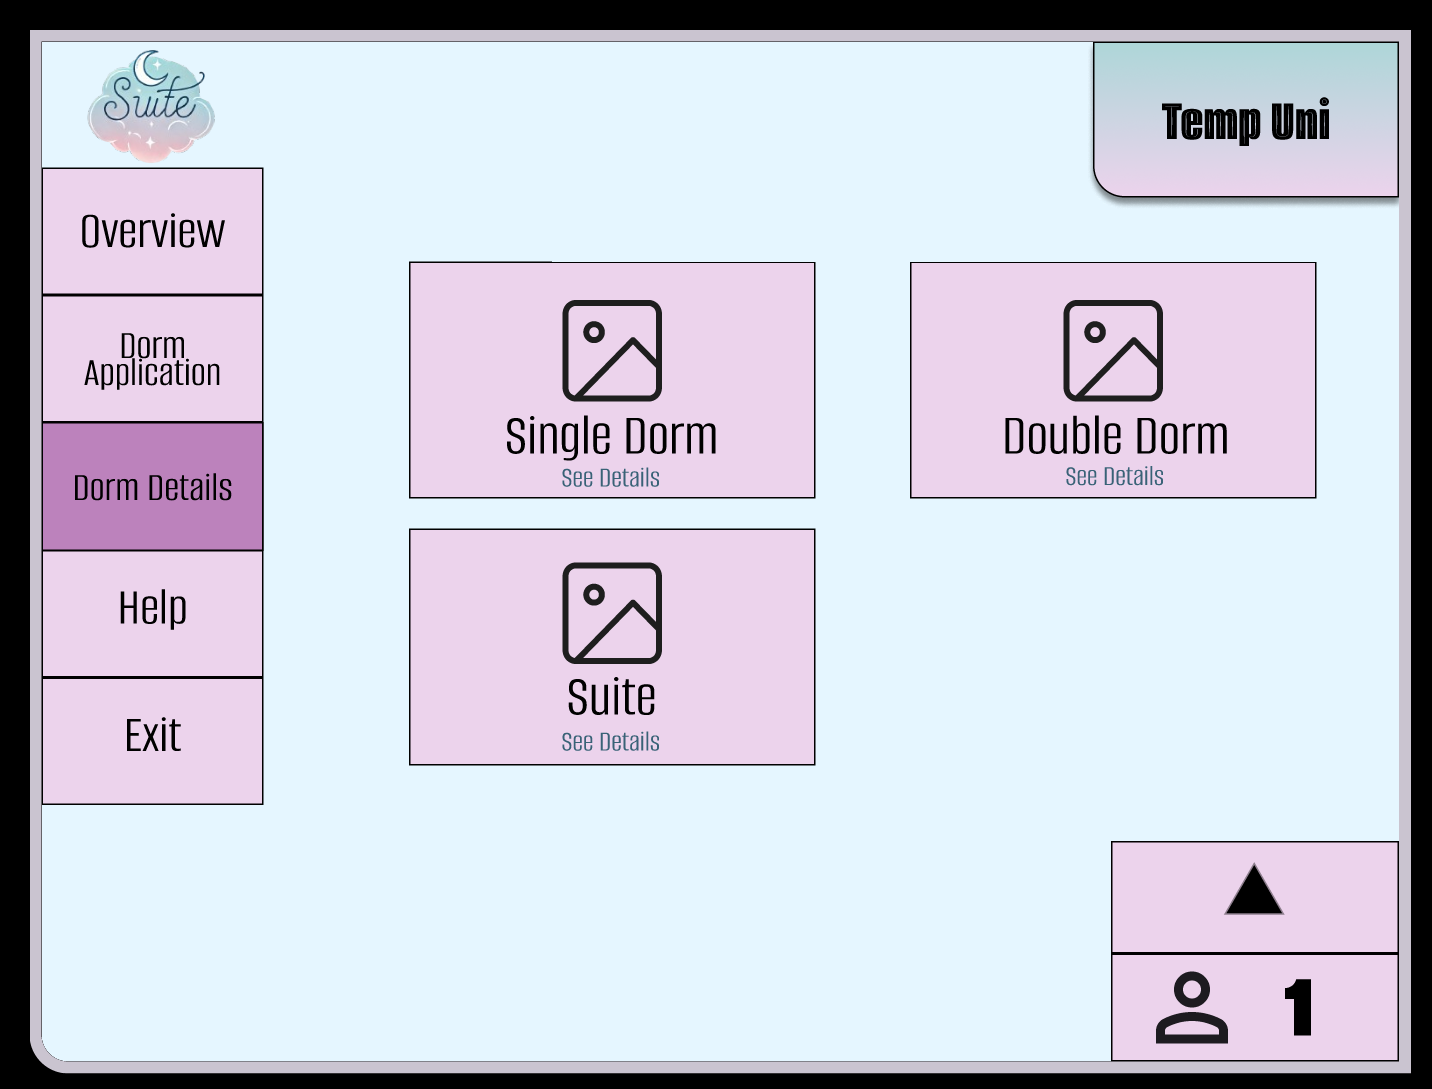 Suite
Temp Uni
Overview
Dorm
Application
Dorm Details
Help
Exit
Single Dorm
See Details
Double Dorm
See Details
Suite
See Details
1